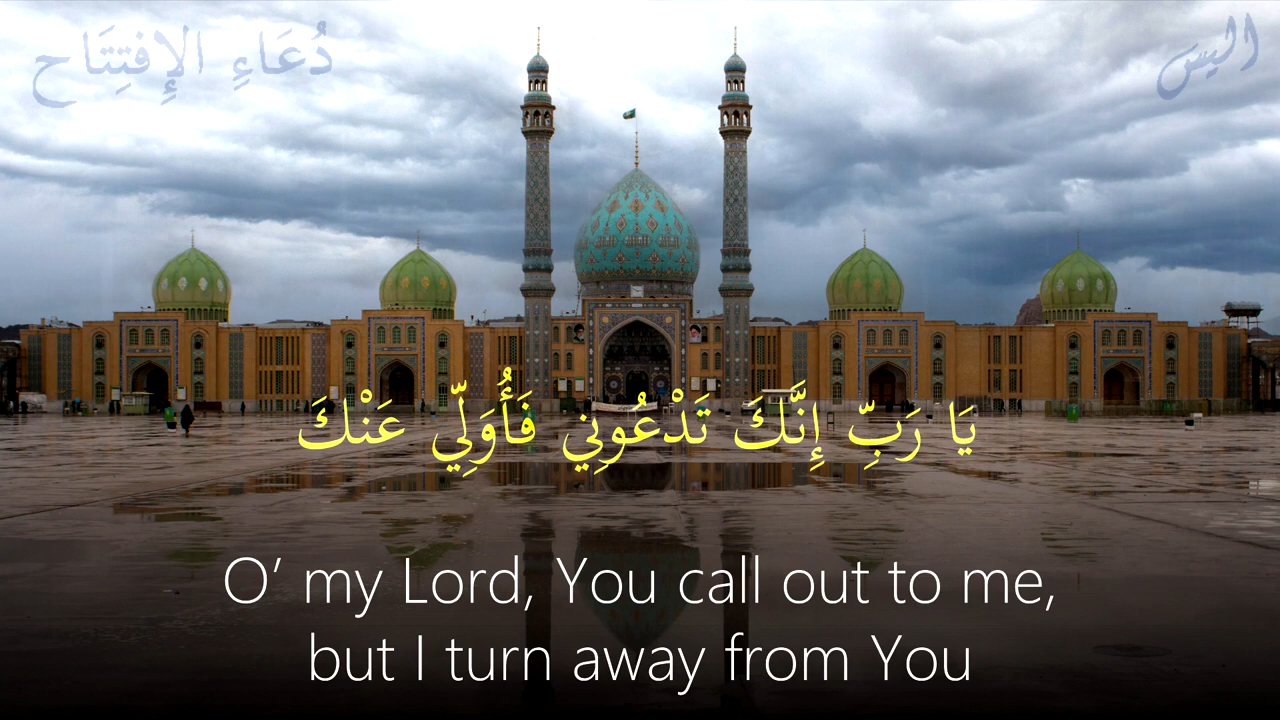 دُعَاءِ الإِفتِتَاح
اليس
يَا رَبِّ إِنَّكَ تَدْعُونِي فَأُوَلِّي عَنْكَ
O’ my Lord, You call out to me,
but I turn away from You